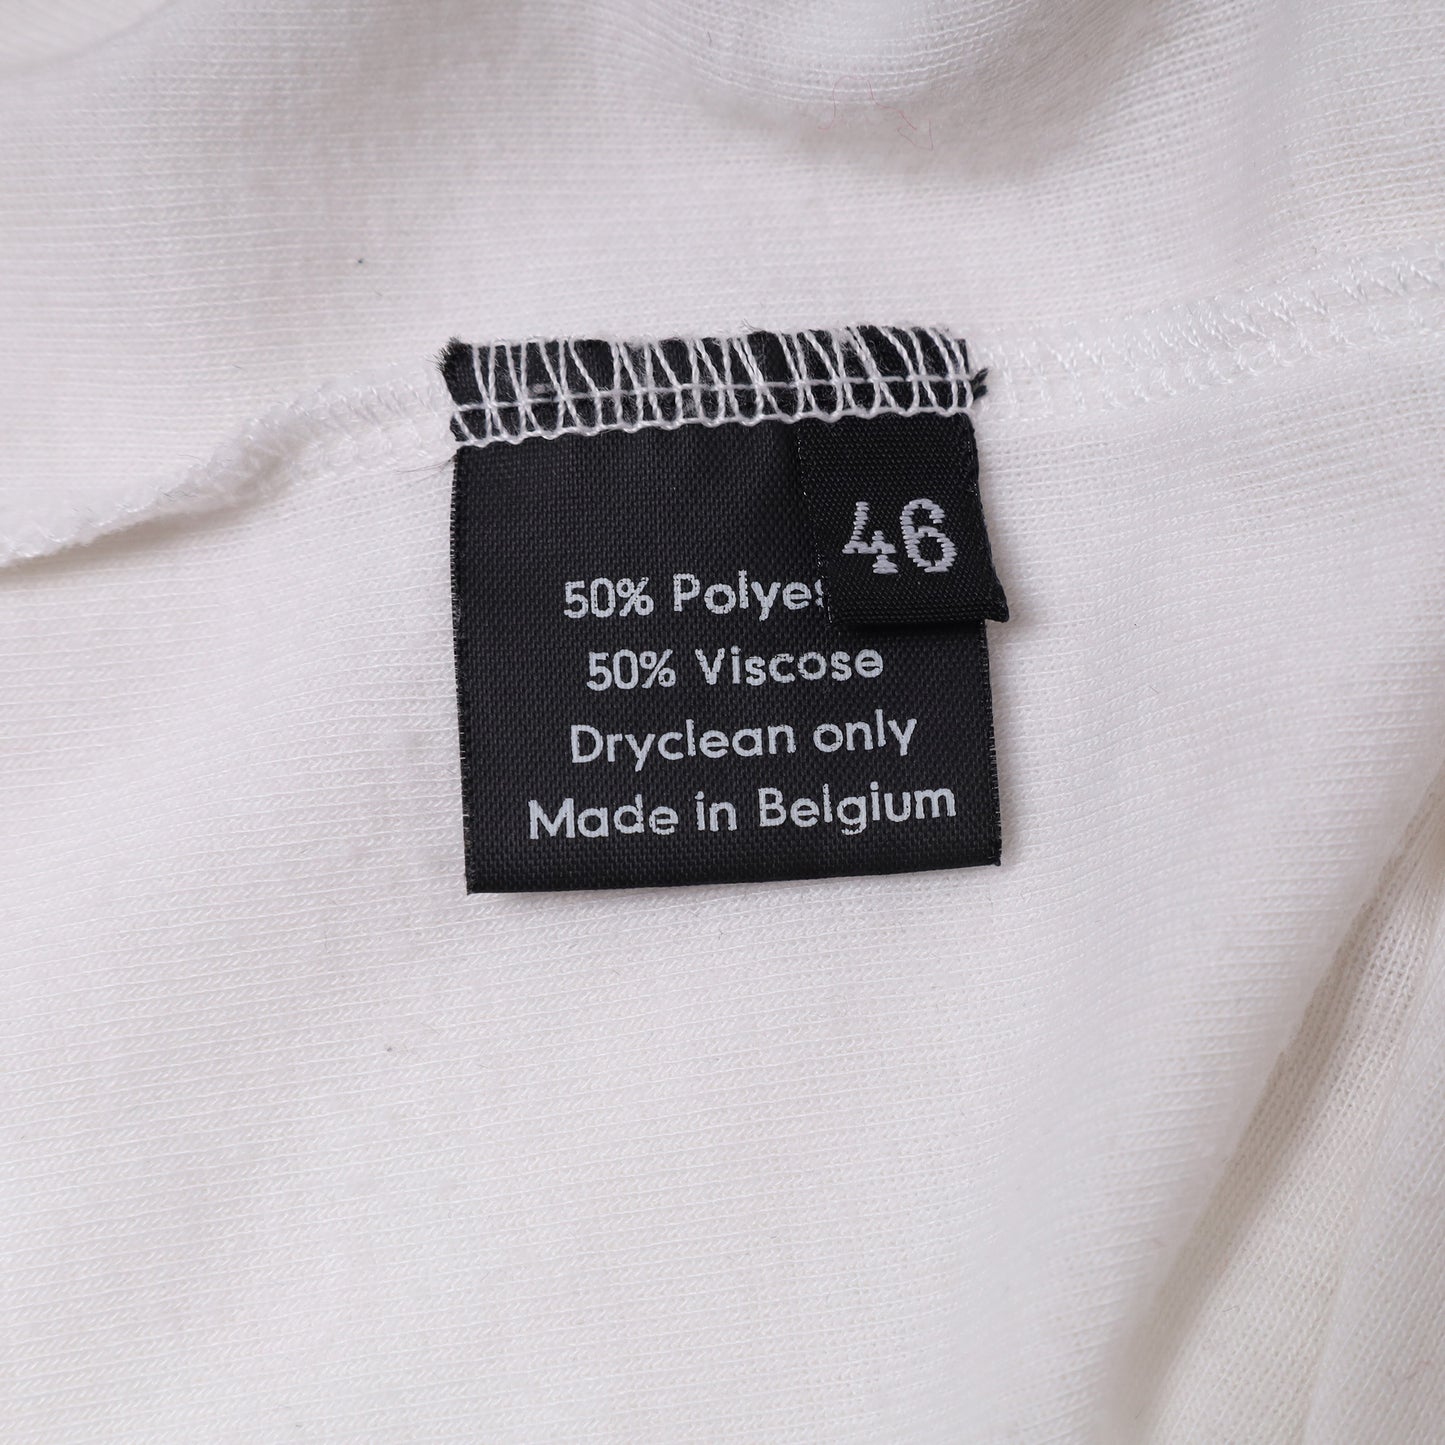 46
50% Polyes
50% Viscose
Dryclean only
Made in Belgium